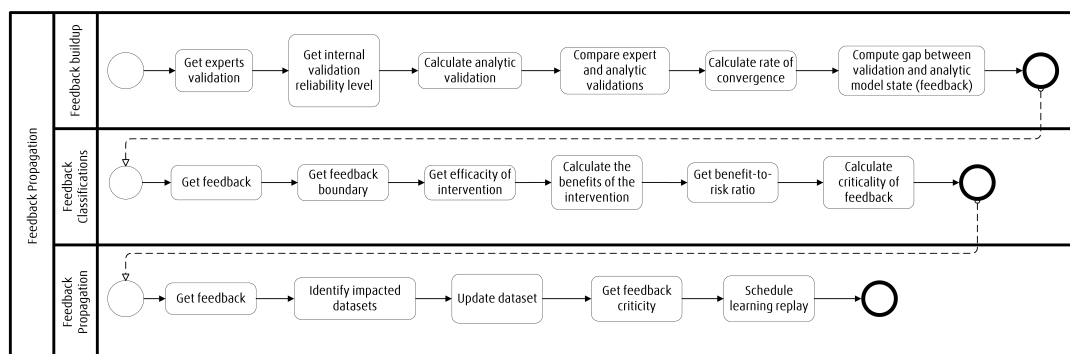 Feedback Propagation
Feedback buildup
Get experts
validation
Get internal
validation
reliability level
Calculate analytic
validation
Compare expert
and analytic
validations
Calculate rate of
convergence
Compute gap between
validation and analytic
model state (feedback)
Feedback
Classifications
Get feedback
Get feedback
boundary
Get efficacy of
intervention
Calculate the
benefits of the
intervention
Get benefit-to-
risk ratio
Calculate
criticality of
feedback
Feedback
Propagation
Get feedback
Identify impacted
datasets
Update dataset
Get feedback
criticity
Schedule
learning replay